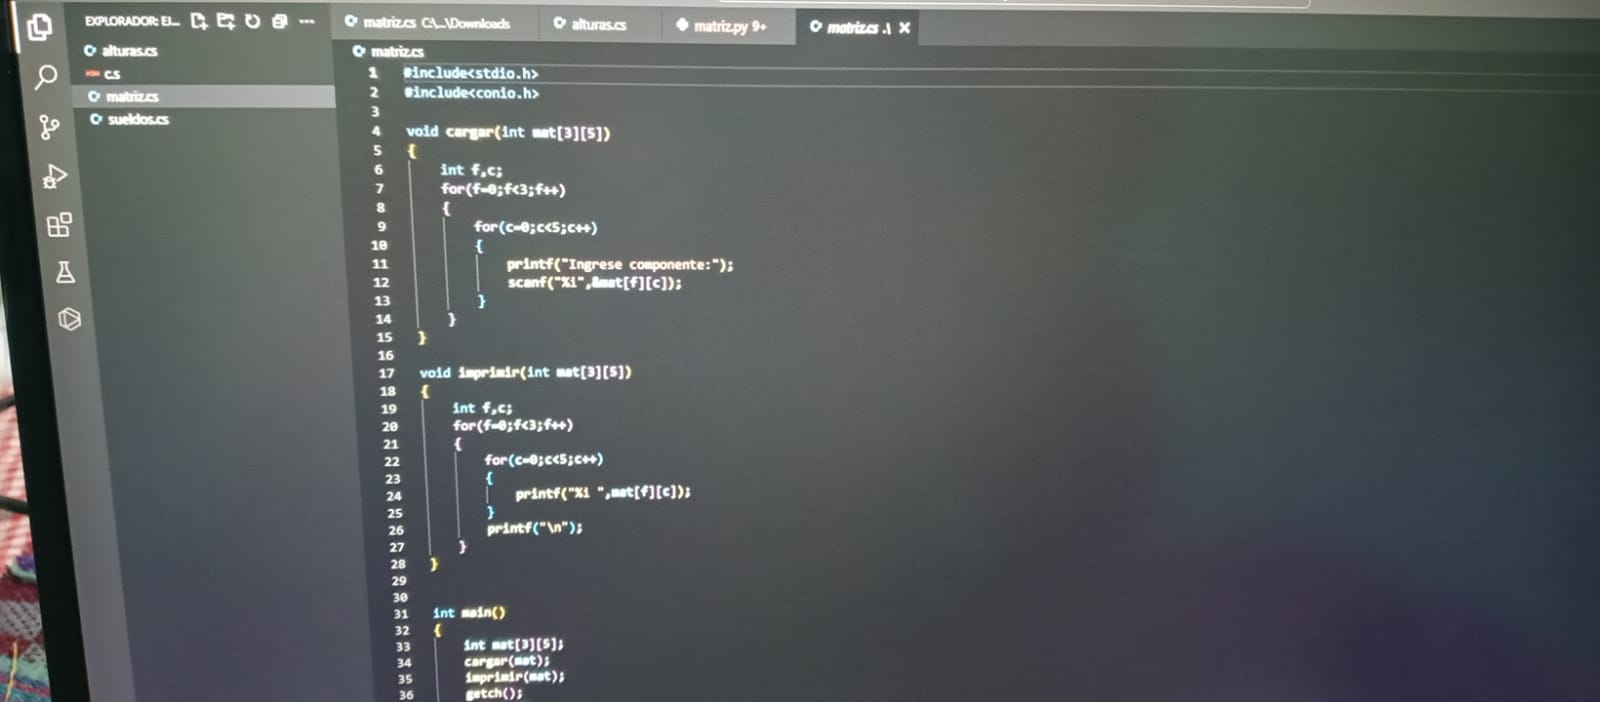 EXPLORADOR: EJ...
matriz.cs C:\...\Downloads
alturas.cs
matriz.py 9+
matriz.cs .\
alturas.cs
ASM cs
matriz.cs
sueldos.cs
matriz.cs
1 #include<stdio.h>
2 #include<conio.h>
3
4 void cargar(int mat[3][5])
5 {
6 int f,c;
7 for(f=0;f<3;f++)
8 {
9 for(c=0;c<5;c++)
10 {
11 printf("Ingrese componente:");
12 scanf("%i",&mat[f][c]);
13 }
14 }
15 }
16
17 void imprimir(int mat[3][5])
18 {
19 int f,c;
20 for(f=0;f<3;f++)
21 {
22 for(c=0;c<5;c++)
23 {
24 printf("%i ",mat[f][c]);
25 }
26 printf("\n");
27 }
28 }
29
30
31 int main()
32 {
33 int mat[3][5];
34 cargar(mat);
35 imprimir(mat);
36 getch();